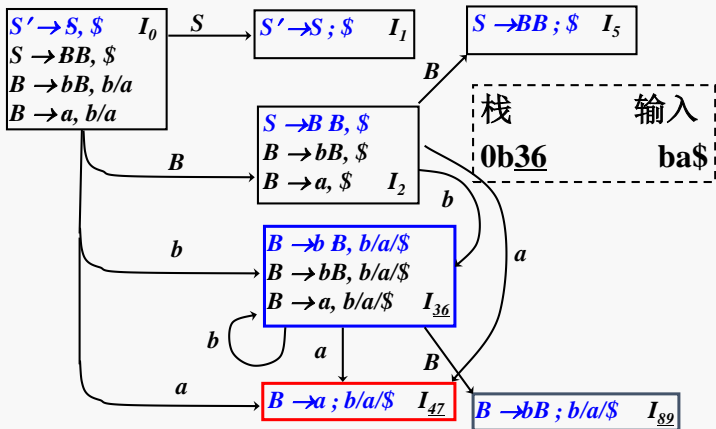 S′ → S, $ I0
S → BB, $
B → bB, b/a
B → a, b/a
S
S′ → S ; $ I1
S → BB ; $ I5
B
S → B B, $
B → bB, $
B → a, $ I2
B
栈 输入
0b36 ba$
b
a
b
B → b B, b/a/$
B → bB, b/a/$
B → a, b/a/$ I36
b
a
B
a
B → a ; b/a/$ I47
B → bB ; b/a/$ I89